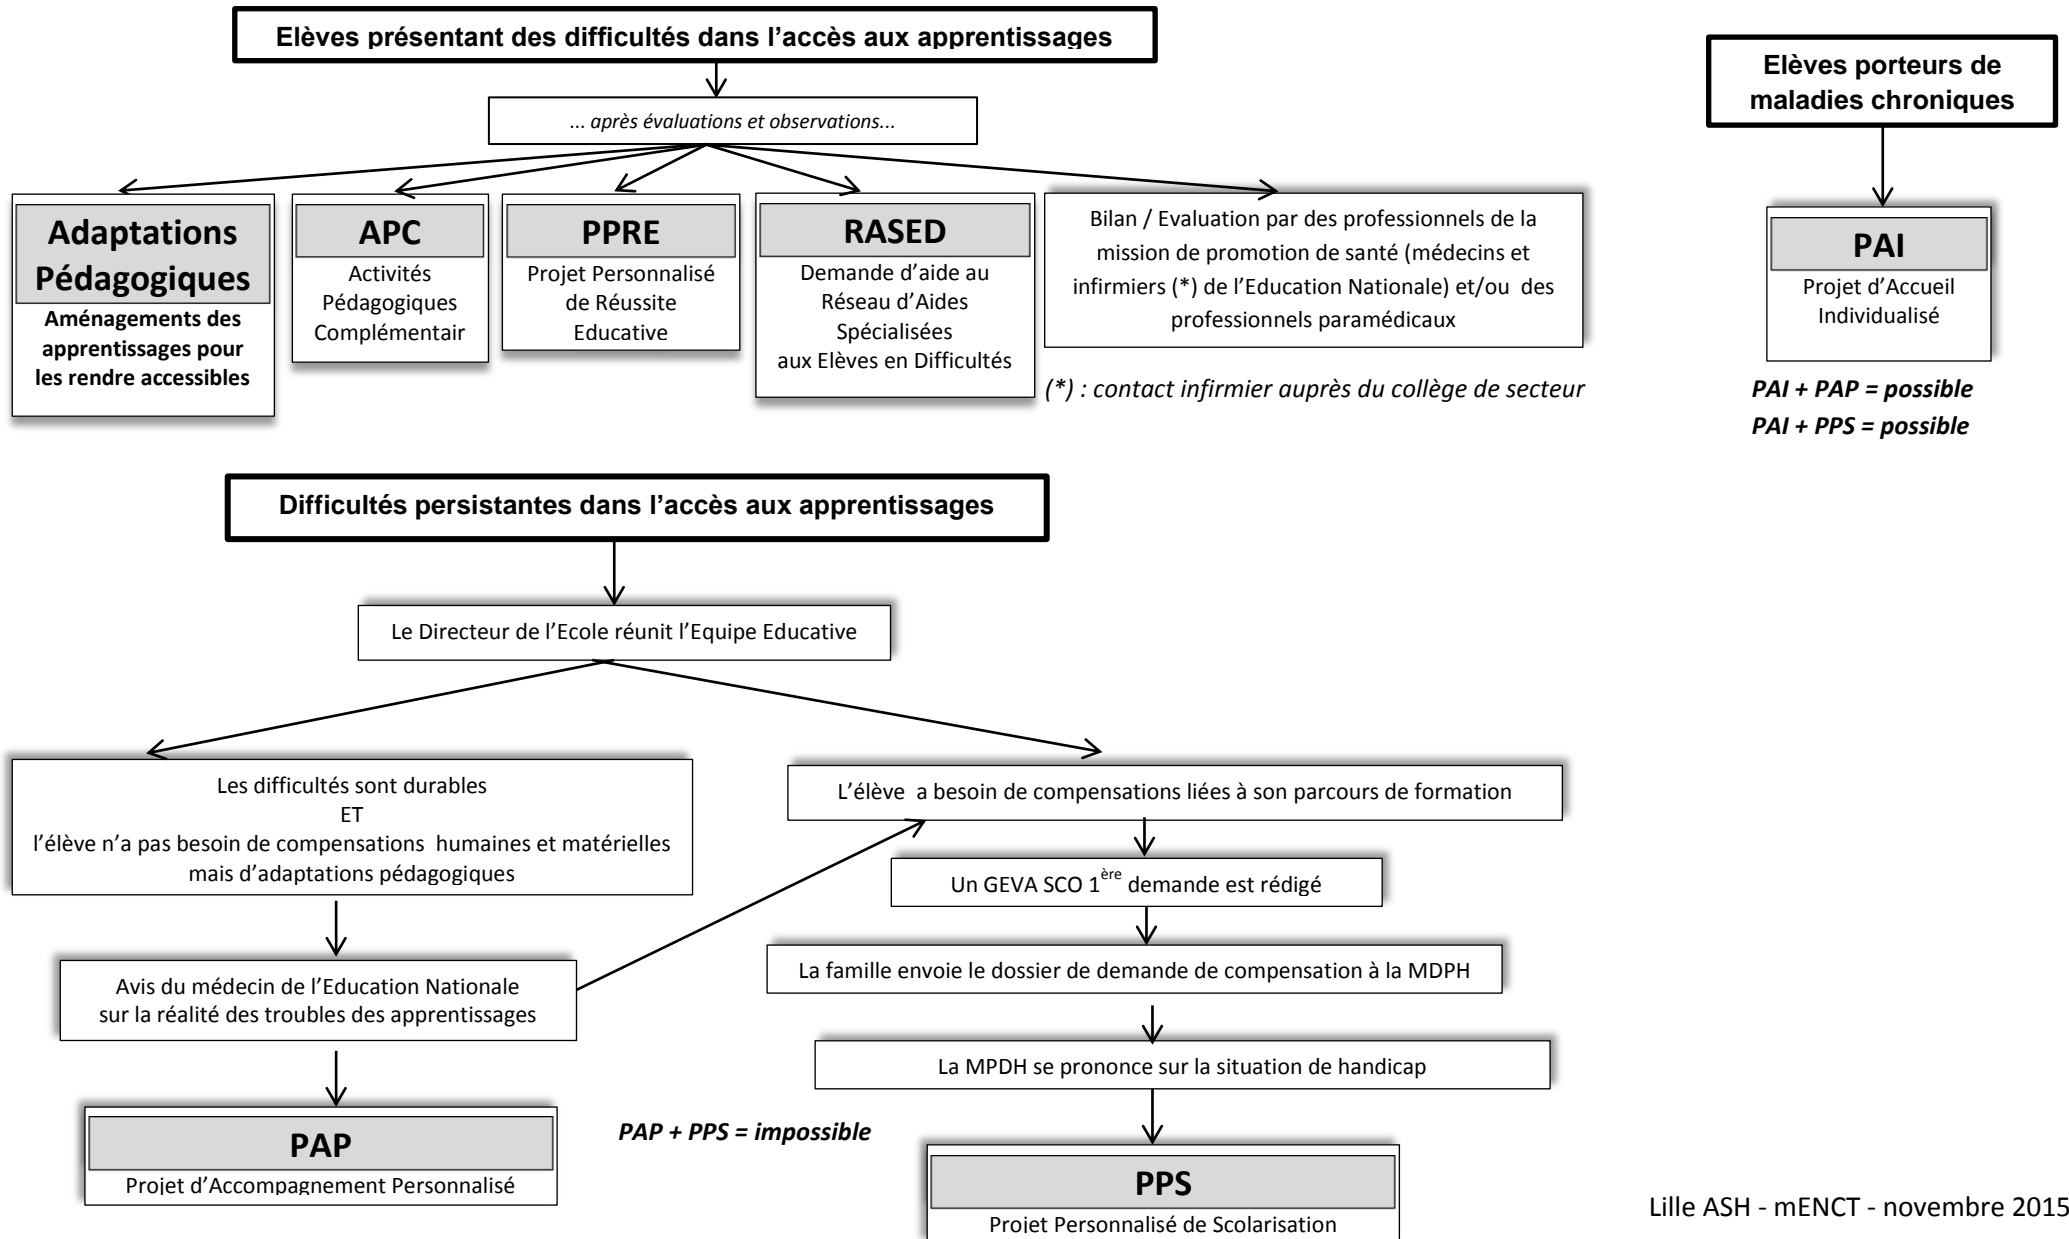 Elèves présentant des difficultés dans l’accès aux apprentissages
... après évaluations et observations...
Adaptations
Pédagogiques
Aménagements des
apprentissages pour
les rendre accessibles
APC
Activités
Pédagogiques
Complémentair
PPRE
Projet Personnalisé
de Réussite
Educative
RASED
Demande d’aide au
Réseau d’Aides
Spécialisées
aux Elèves en Difficultés
Bilan / Evaluation par des professionnels de la
mission de promotion de santé (médecins et
infirmiers (*) de l’Education Nationale) et/ou des
professionnels paramédicaux
(*) : contact infirmier auprès du collège de secteur
Elèves porteurs de
maladies chroniques
PAI
Projet d’Accueil
Individualisé
PAI + PAP = possible
PAI + PPS = possible
Difficultés persistantes dans l’accès aux apprentissages
Le Directeur de l’Ecole réunit l’Equipe Educative
Les difficultés sont durables
ET
l’élève n’a pas besoin de compensations humaines et matérielles
mais d’adaptations pédagogiques
Avis du médecin de l’Education Nationale
sur la réalité des troubles des apprentissages
PAP
Projet d’Accompagnement Personnalisé
PAP + PPS = impossible
L’élève a besoin de compensations liées à son parcours de formation
Un GEVA SCO 1ère demande est rédigé
La famille envoie le dossier de demande de compensation à la MDPH
La MPDH se prononce sur la situation de handicap
PPS
Projet Personnalisé de Scolarisation
Lille ASH - mENCT - novembre 2015